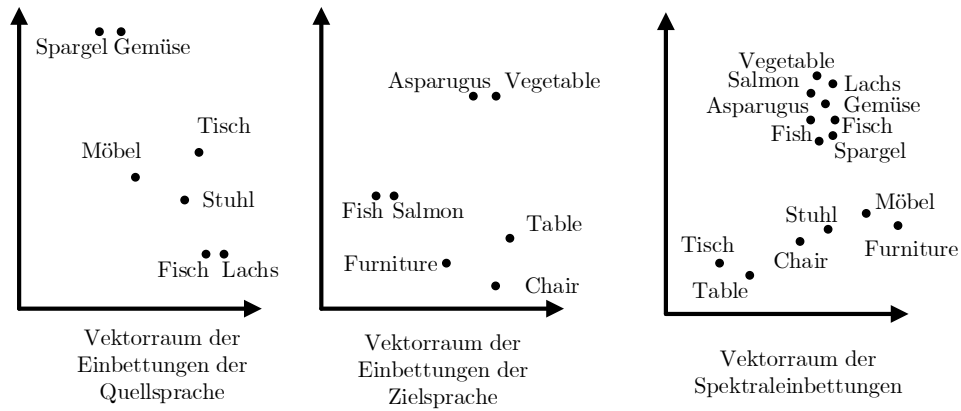 Spargel Gemüse
Tisch
Möbel
Stuhl
Fisch Lachs
Vektorraum der
Einbettungen der
Quellsprache
Asparugus Vegetable
Fish Salmon
Table
Furniture
Chair
Vektorraum der
Einbettungen der
Zielsprache
Vegetable
Salmon
Lachs
Asparugus
Gemüse
Fish
Fisch
Spargel
Möbel
Stuhl
Tisch
Furniture
Chair
Table
Vektorraum der
Spektraleinbettungen